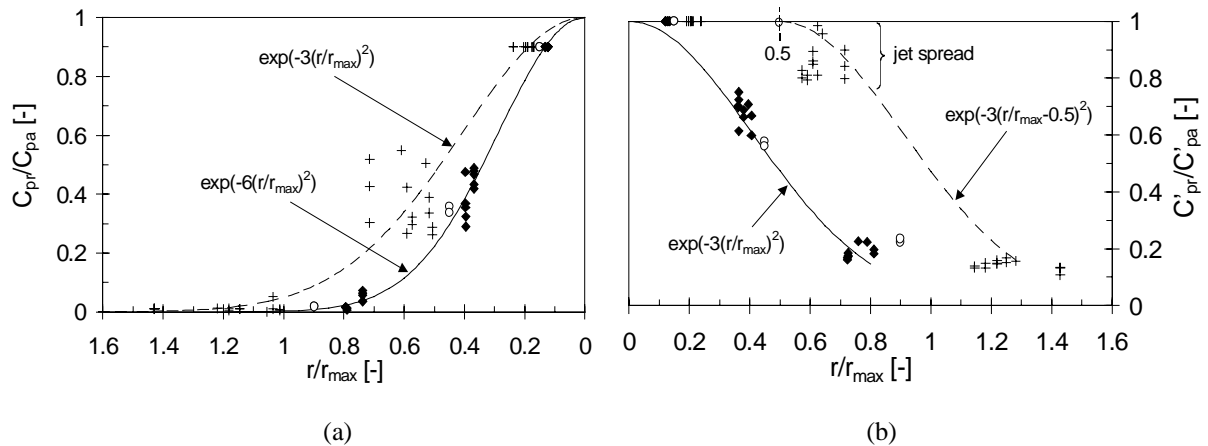 1
0.8
0.6
0.4
0.2
0
C_pr/C_pa [-]
exp(-3(r/r_max)^2)
exp(-6(r/r_max)^2)
1.6 1.4 1.2 1 0.8 0.6 0.4 0.2 0
r/r_max [-]
(a)
0.5
jet spread
exp(-3(r/r_max-0.5)^2)
exp(-3(r/r_max)^2)
1
0.8
0.6
0.4
0.2
0
C'_pr/C'_pa [-]
0 0.2 0.4 0.6 0.8 1 1.2 1.4 1.6
r/r_max [-]
(b)